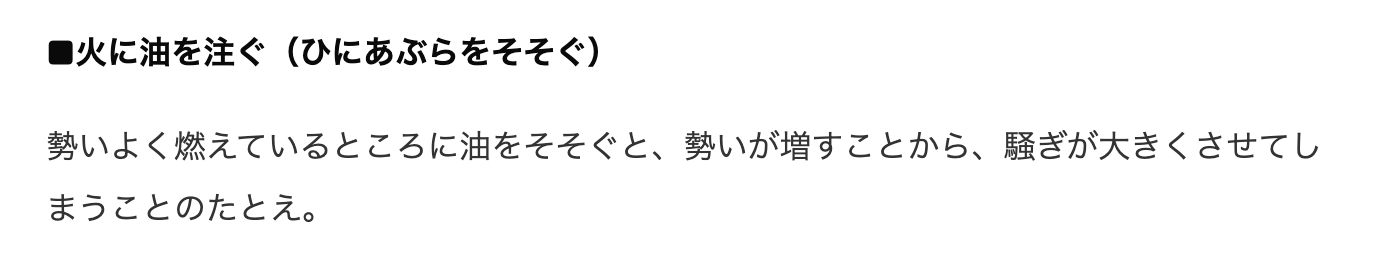 ■火に油を注ぐ（ひにあぶらをそそぐ）
勢いよく燃えているところに油をそそぐと、勢いが増すことから、騒ぎが大きくさせてし
まうことのたとえ。